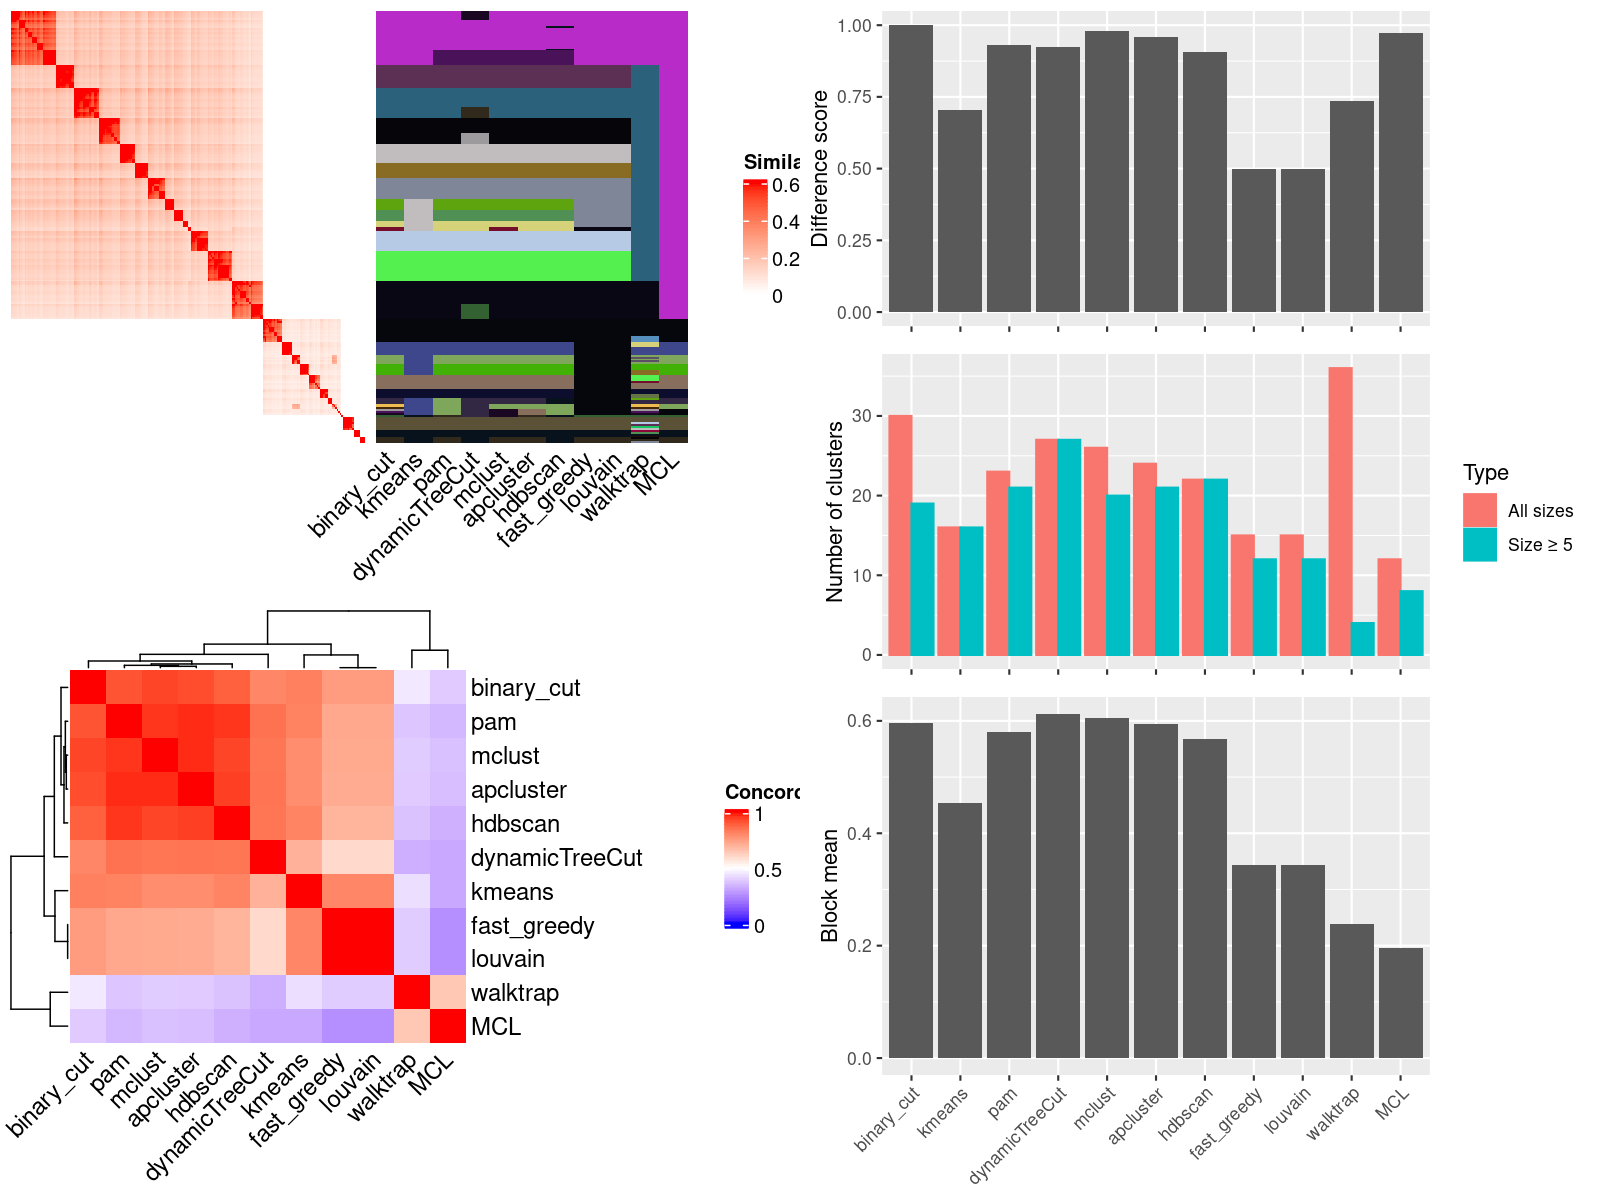 Simila
0.6
0.4
0.2
0
binary_cut
kmeans
pam
dynamicTreeCut
mclust
apcluster
hdbscan
fast_greedy
louvain
walktrap
MCL
binary_cut
pam
mclust
apcluster
hdbscan
dynamicTreeCut
kmeans
fast_greedy
louvain
walktrap
MCL
Concord
1
0.5
0
binary_cut
pam
mclust
apcluster
hdbscan
dynamicTreeCut
kmeans
fast_greedy
louvain
walktrap
MCL
Difference score
1.00
0.75
0.50
0.25
0.00
Number of clusters
30
20
10
0
Type
All sizes
Size ≥ 5
Block mean
0.6
0.4
0.2
0.0
binary_cut
kmeans
pam
dynamicTreeCut
mclust
apcluster
hdbscan
fast_greedy
louvain
walktrap
MCL